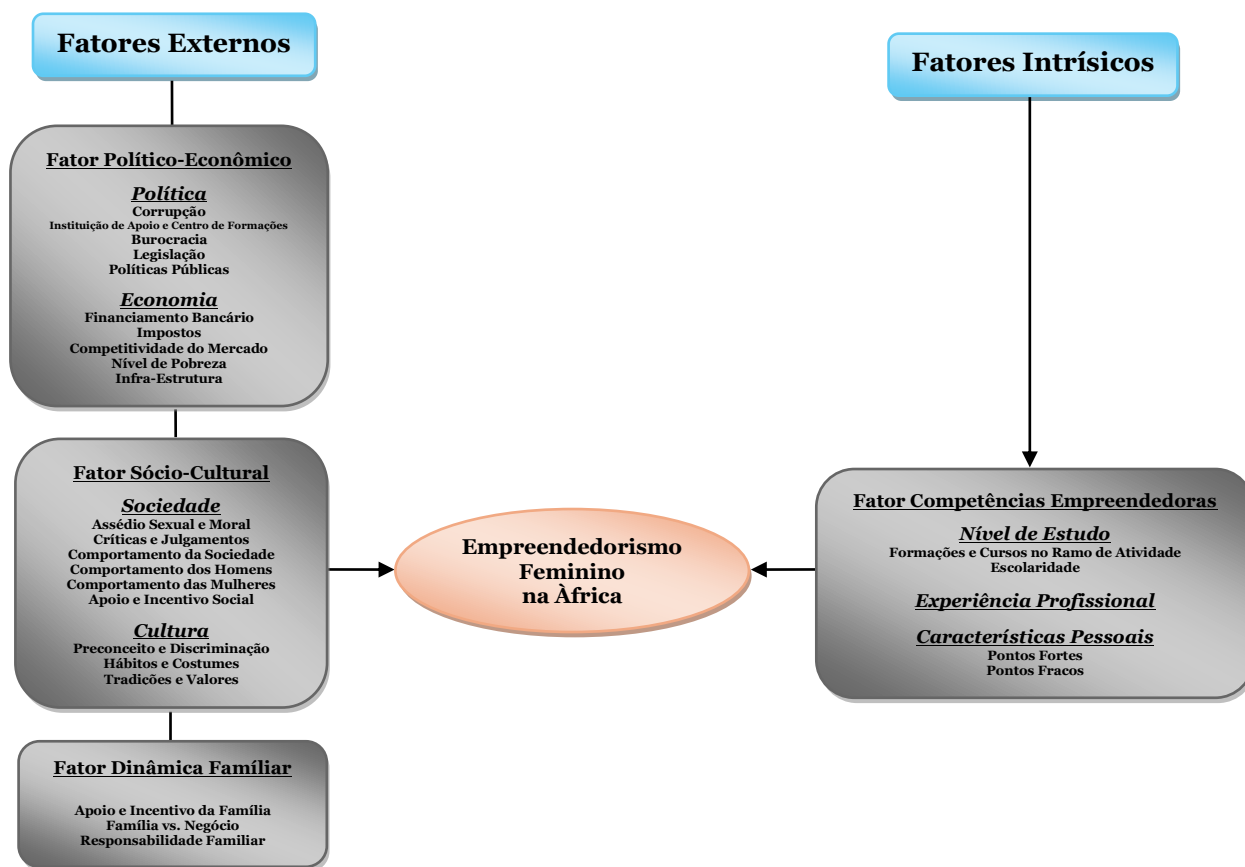 Fatores Externos
Fator Político-Econômico
Política
Corrupção
Instituição de Apoio e Centro de Formações
Burocracia
Legislação
Políticas Públicas
Economia
Financiamento Bancário
Impostos
Competitividade do Mercado
Nível de Pobreza
Infra-Estrutura
Fator Sócio-Cultural
Sociedade
Assédio Sexual e Moral
Críticas e Julgamentos
Comportamento da Sociedade
Comportamento dos Homens
Comportamento das Mulheres
Apoio e Incentivo Social
Cultura
Preconceito e Discriminação
Hábitos e Costumes
Tradições e Valores
Fator Dinâmica Famíliar
Apoio e Incentivo da Família
Família vs. Negócio
Responsabilidade Familiar
Empreendedorismo
Feminino
na Àfrica
Fatores Intrísicos
Fator Competências Empreendedoras
Nível de Estudo
Formações e Cursos no Ramo de Atividade
Escolaridade
Experiência Profissional
Características Pessoais
Pontos Fortes
Pontos Fracos